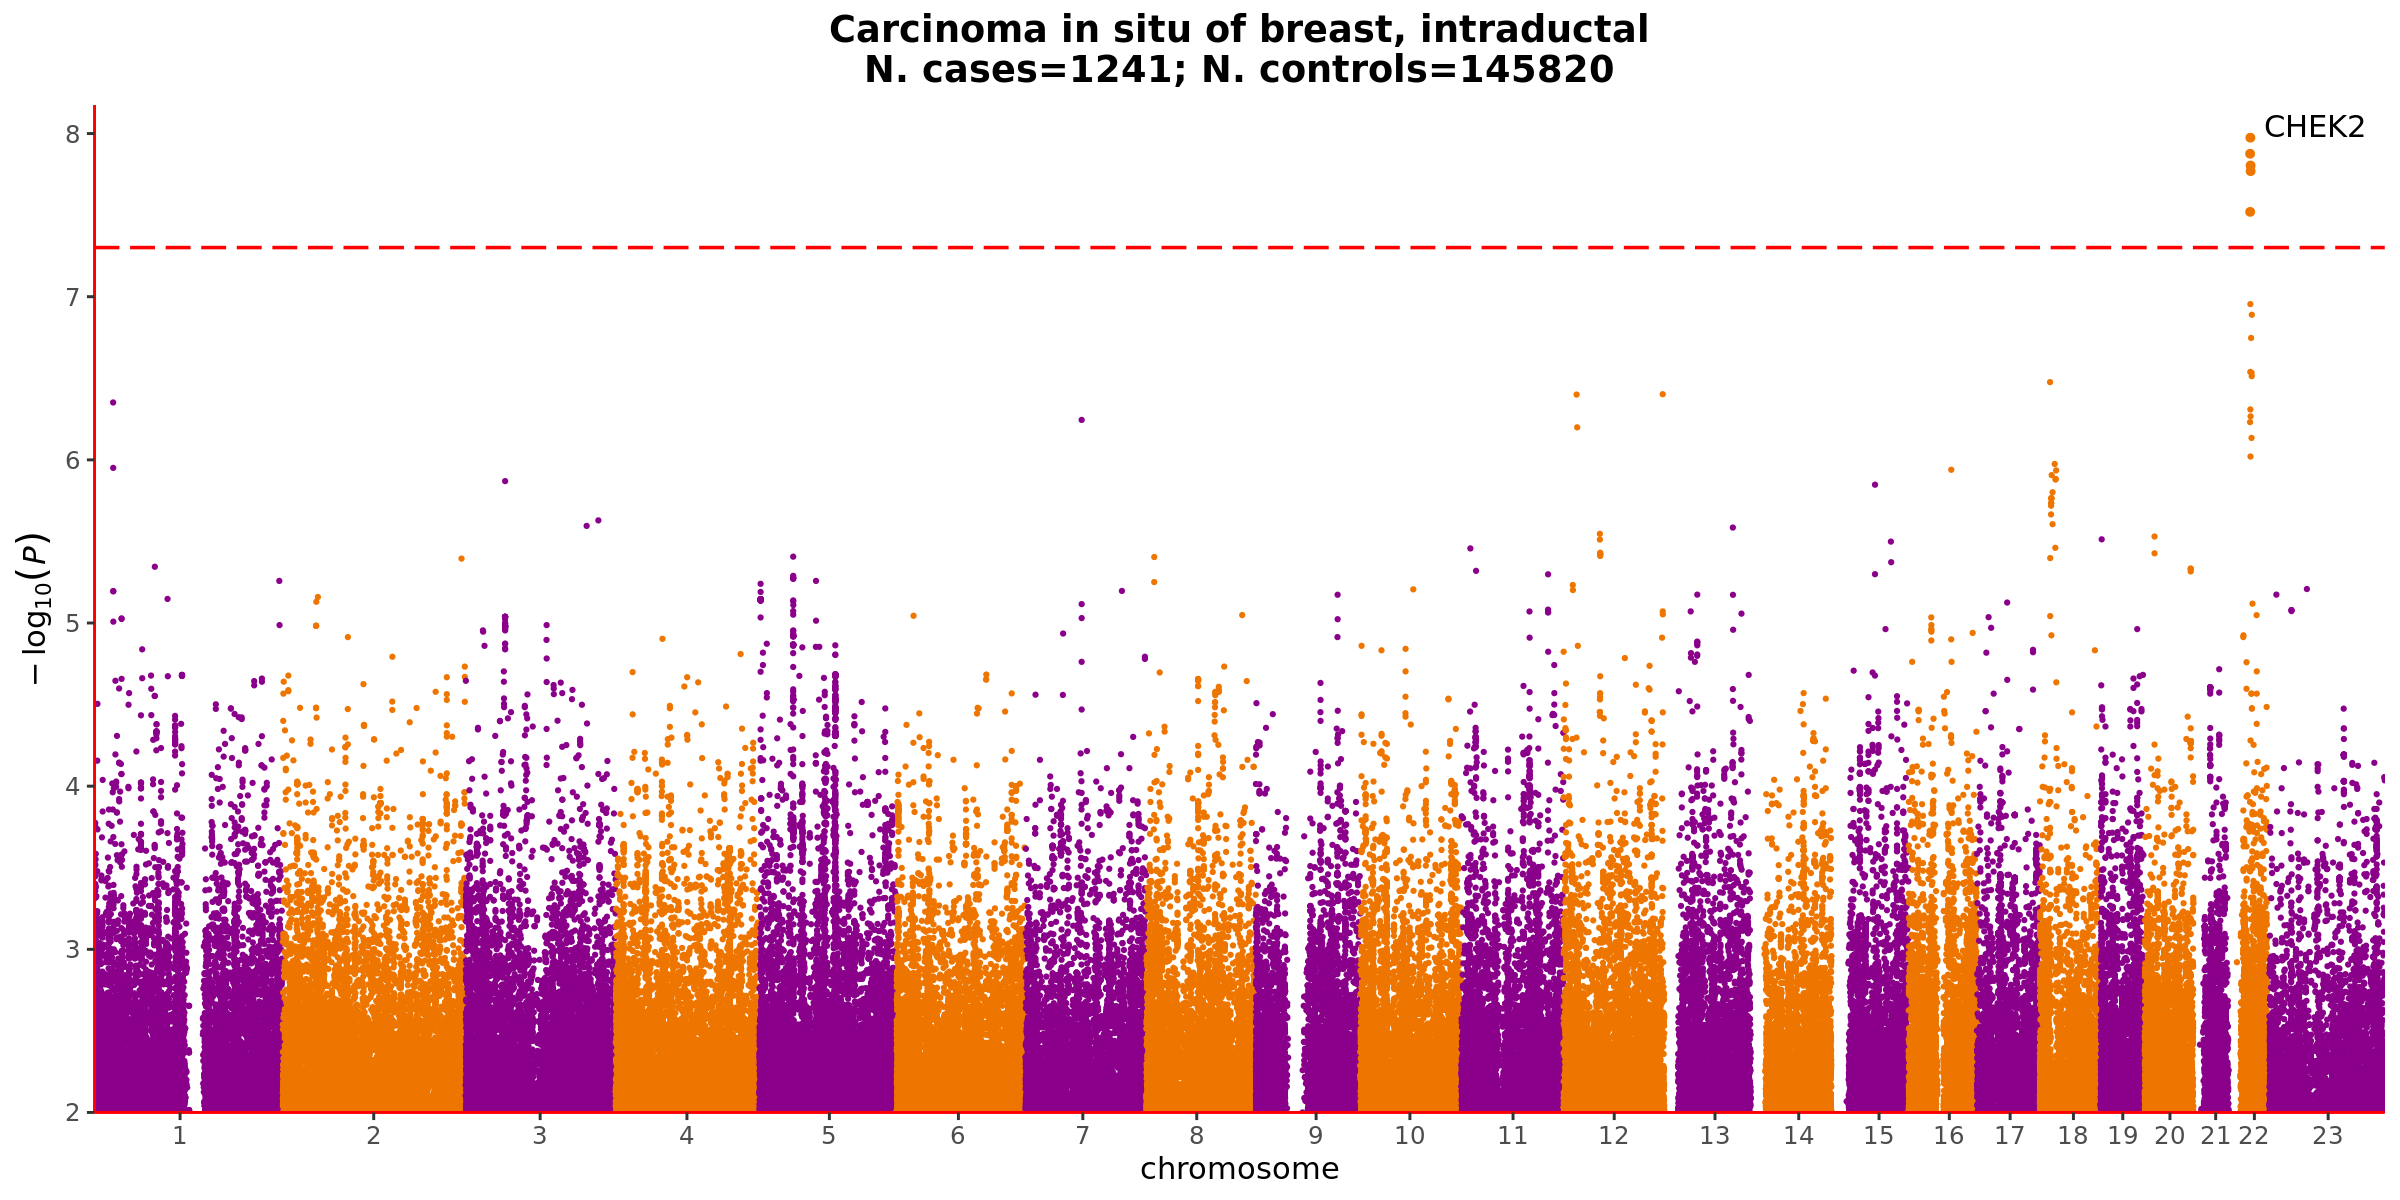 Carcinoma in situ of breast, intraductal
N. cases=1241; N. controls=145820
CHEK2
8
7
6
5
4
3
2
−log10(P)
1 2 3 4 5 6 7 8 9 10 11 12 13 14 15 16 17 18 19 20 21 22 23
chromosome